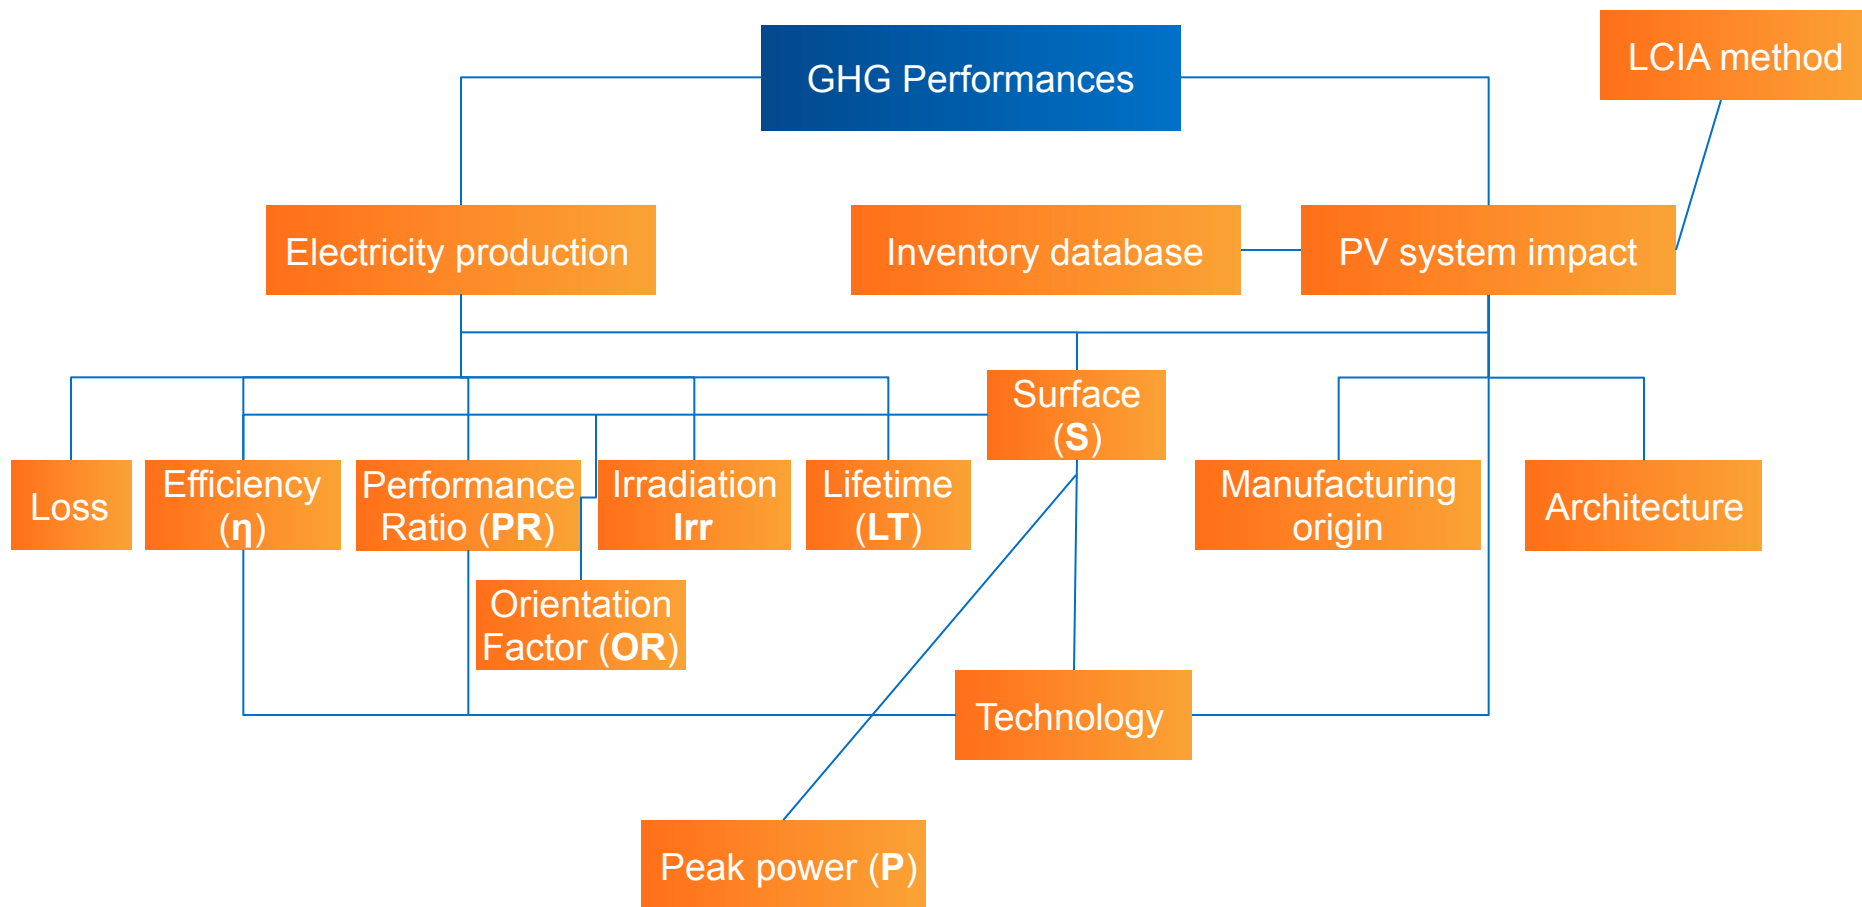 LCIA method
GHG Performances
Electricity production
Inventory database
PV system impact
Surface
(S)
Loss
Efficiency
(η)
Performance
Ratio (PR)
Irradiation
Irr
Lifetime
(LT)
Manufacturing
origin
Architecture
Orientation
Factor (OR)
Technology
Peak power (P)